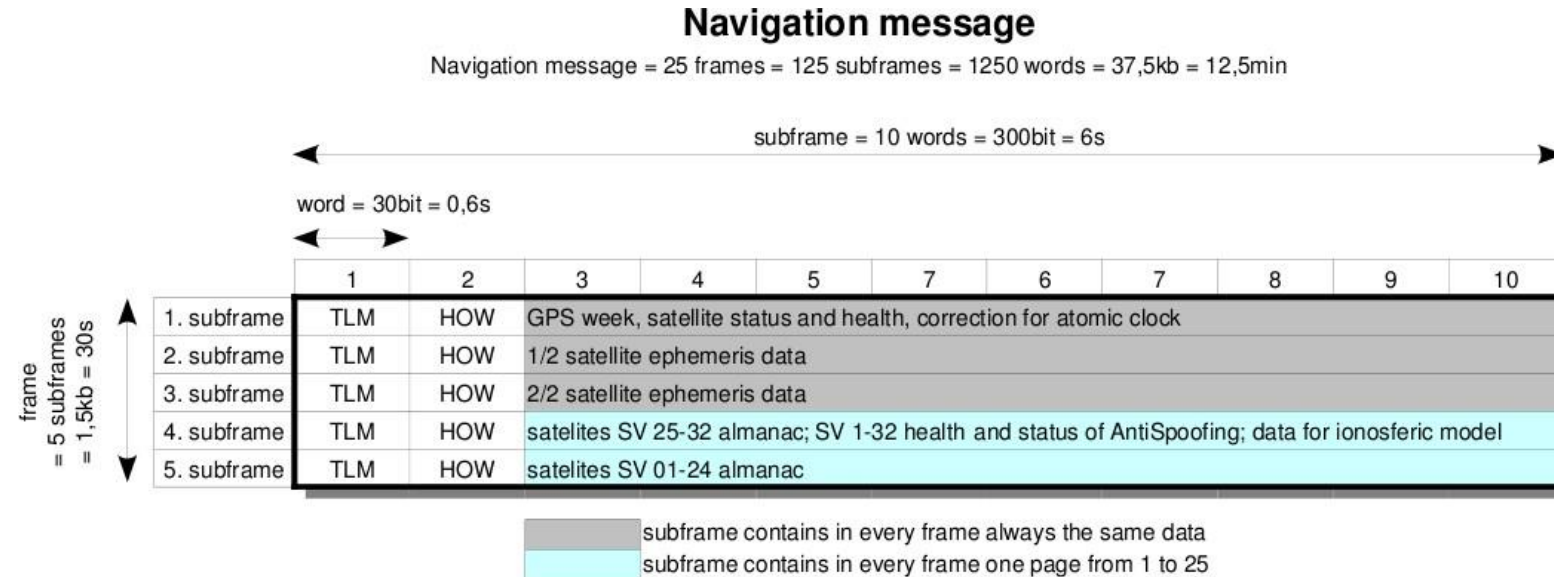 Navigation message
Navigation message = 25 frames = 125 subframes = 1250 words = 37,5kb = 12,5min
subframe = 10 words = 300bit = 6s
word = 30bit = 0,6s
1 2 3 4 5 7 6 7 8 9 10
frame
= 5 subframes
= 1,5kb = 30s
1. subframe TLM HOW GPS week, satellite status and health, correction for atomic clock
2. subframe TLM HOW 1/2 satellite ephemeris data
3. subframe TLM HOW 2/2 satellite ephemeris data
4. subframe TLM HOW satelites SV 25-32 almanac; SV 1-32 health and status of AntiSpoofing; data for ionosferic model
5. subframe TLM HOW satelites SV 01-24 almanac
subframe contains in every frame always the same data
subframe contains in every frame one page from 1 to 25